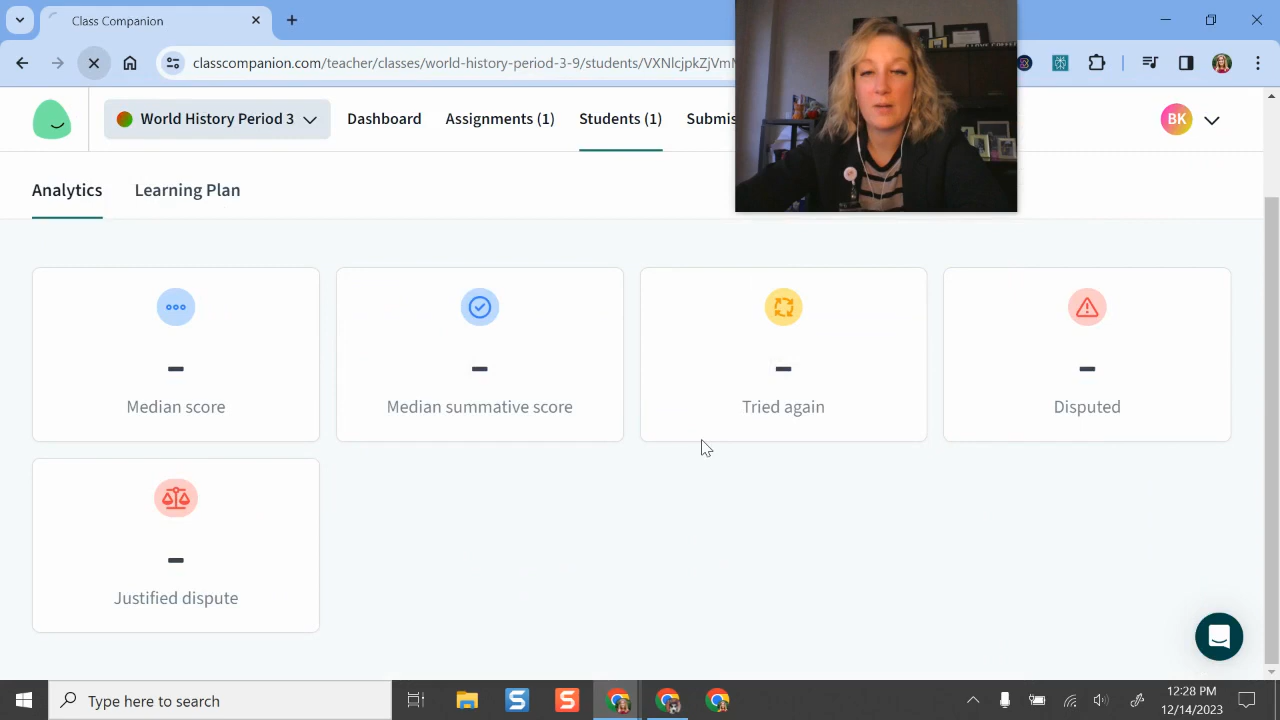 Class Companion
classcompanion.com/teacher/classes/world-history-period-3-9/students/
World History Period 3
Dashboard
Assignments (1)
Students (1)
BK
Analytics
Learning Plan
Median score
Median summative score
Tried again
Disputed
Justified dispute
Type here to search
12:28 PM
12/14/2023